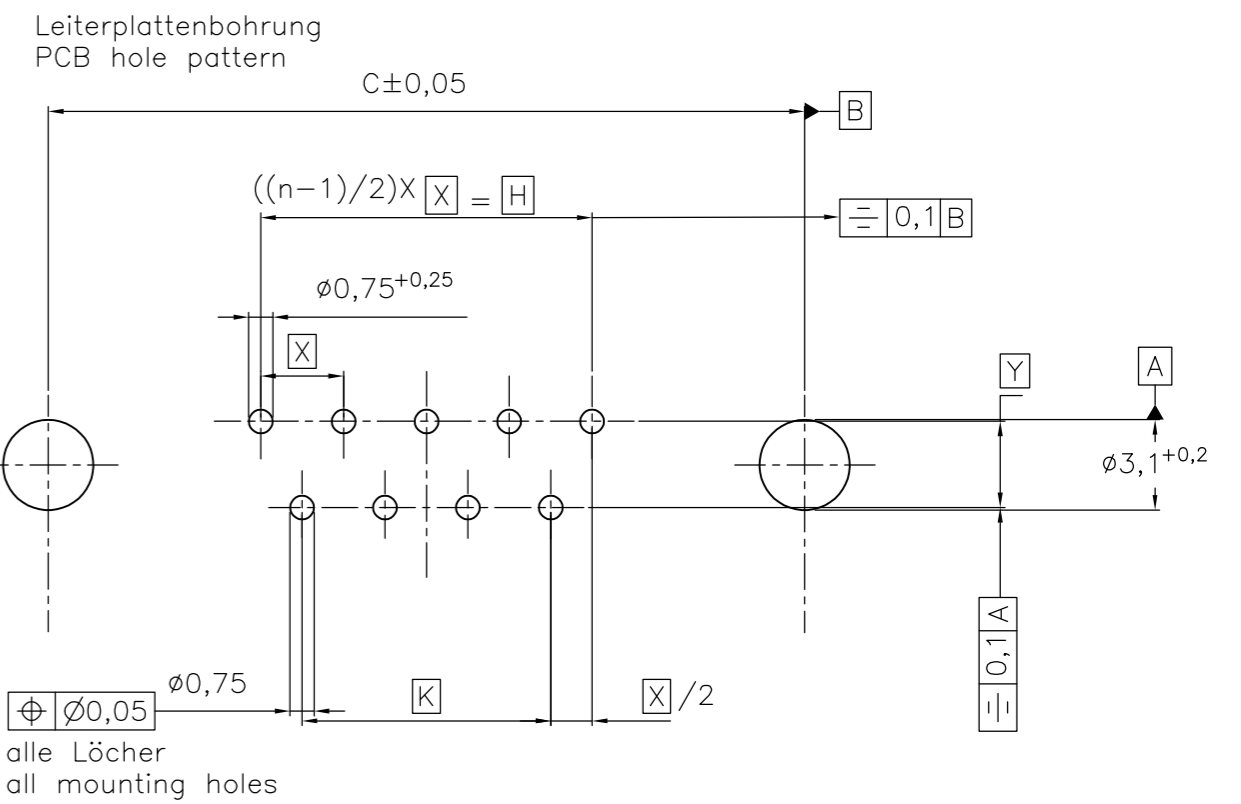 Leiterplattenbohrung
PCB hole pattern
C±0,05
B
((n-1)/2)X X = H
0,1 B
Ø0,75+0,25
X
Y
A
Ø3,1+0,2
0,1 A
Ø0,75
Ø0,05
K
X/2
alle Löcher
all mounting holes